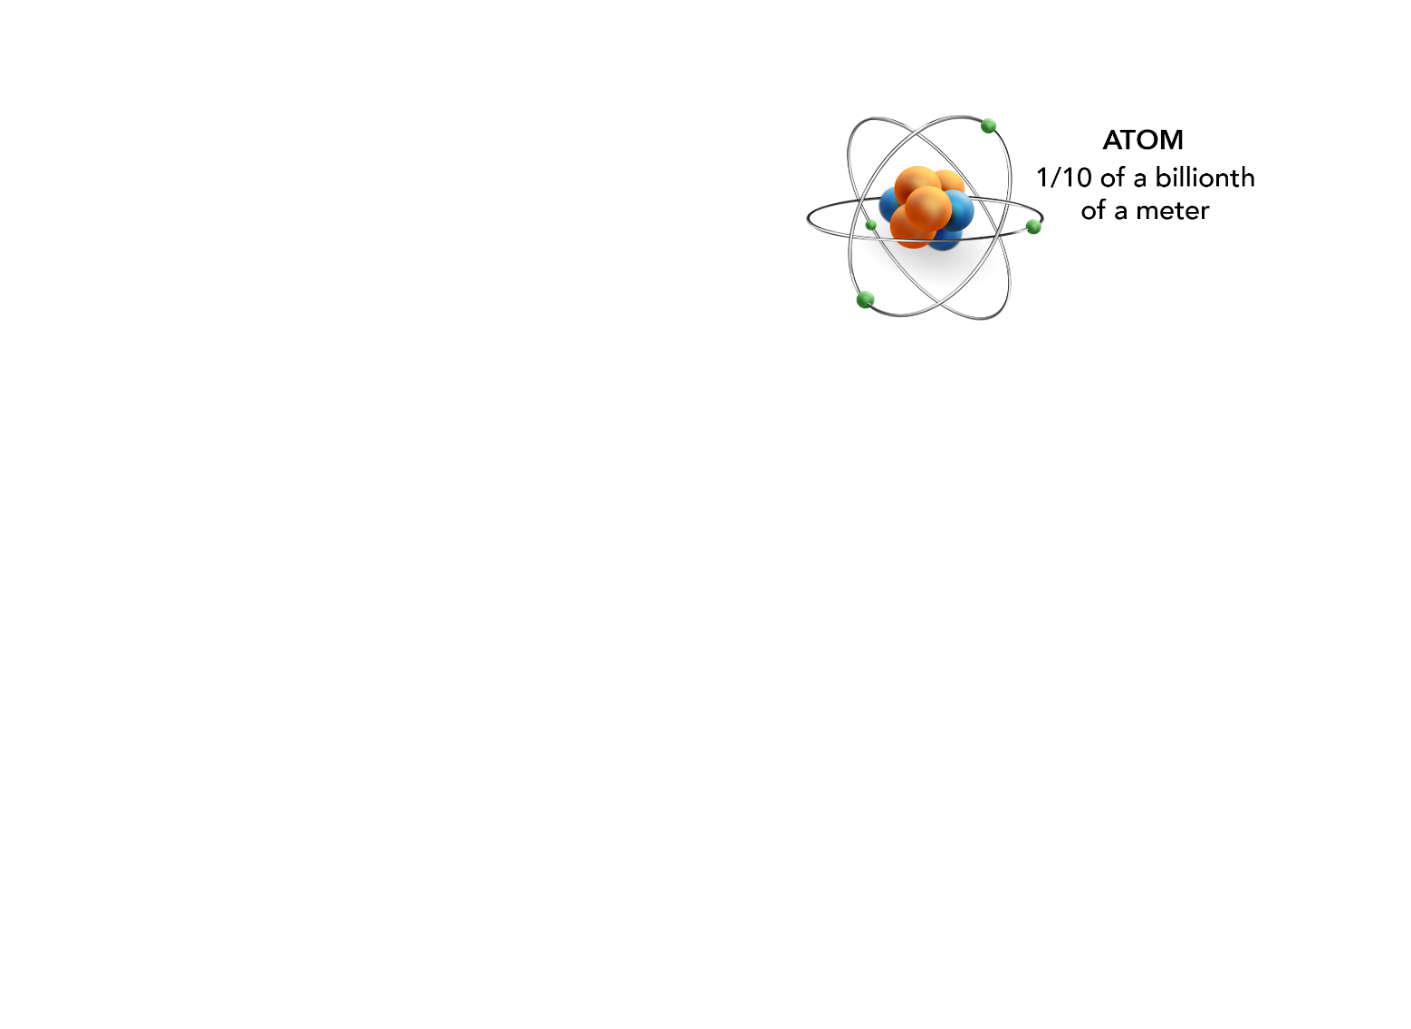 ATOM
1/10 of a billionth
of a meter